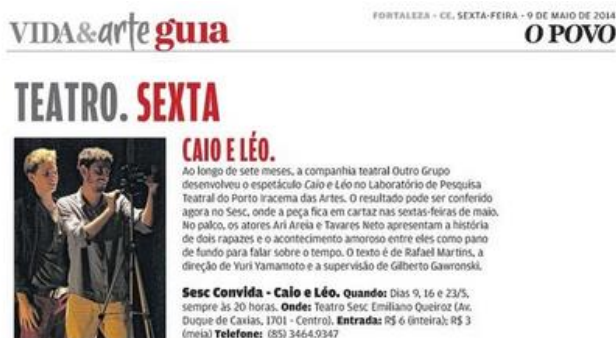 VIDA&arte guia
FORTALEZA - CE, SEXTA-FEIRA - 9 DE MAIO DE 2014
O POVO
TEATRO. SEXTA
CAIO E LÉO.
Ao longo de sete meses, a companhia teatral Outro Grupo
desenvolveu o espetáculo Caio e Léo no Laboratório de Pesquisa
Teatral do Porto Iracema das Artes. O resultado pode ser conferido
agora no Sesc, onde a peça fica em cartaz nas sextas-feiras de maio.
No palco, os atores Ari Areia e Tavares Neto apresentam a história
de dois rapazes e o acontecimento amoroso entre eles como pano
de fundo para falar sobre o tempo. O texto é de Rafael Martins, a
direção de Yuri Yamamoto e a supervisão de Gilberto Gawronski.
Sesc Convida - Caio e Léo. Quando: Dias 9, 16 e 23/5,
sempre às 20 horas. Onde: Teatro Sesc Emiliano Queiroz (Av.
Duque de Caxias, 1701 - Centro). Entrada: R$ 6 (inteira); R$ 3
(meia) Telefone: (85) 3464.9347